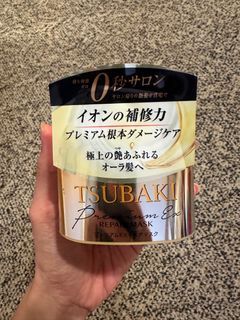 0秒サロン
イオンの補修力
プレミアム根本ダメージケア
極上の艶あふれる
オーラ髪へ
TSUBAKI
Premium Ex
REPAIR MASK